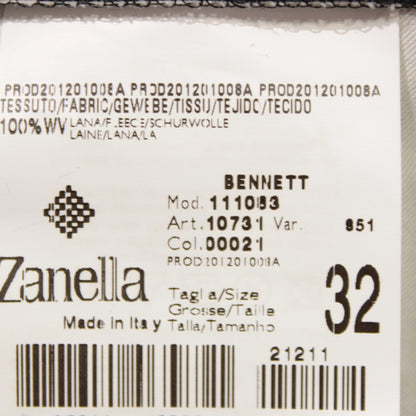 PROD201201008A PROD201201008A PROD201201008A
TESSUTO/FABRIC/GEWEBE/TISSU/TEJIDO/TECIDO
100%WV LANA/FLEECE/SCHURWOLLE
LAINE/LANA/LA
BENNETT
Mod. 111083
Art. 10731 Var. 851
Col. 00021
PROD201201008A
Zanella
Taglia/Size
Grosse/Taille
Talla/Tamanho
32
Made in Italy
21211